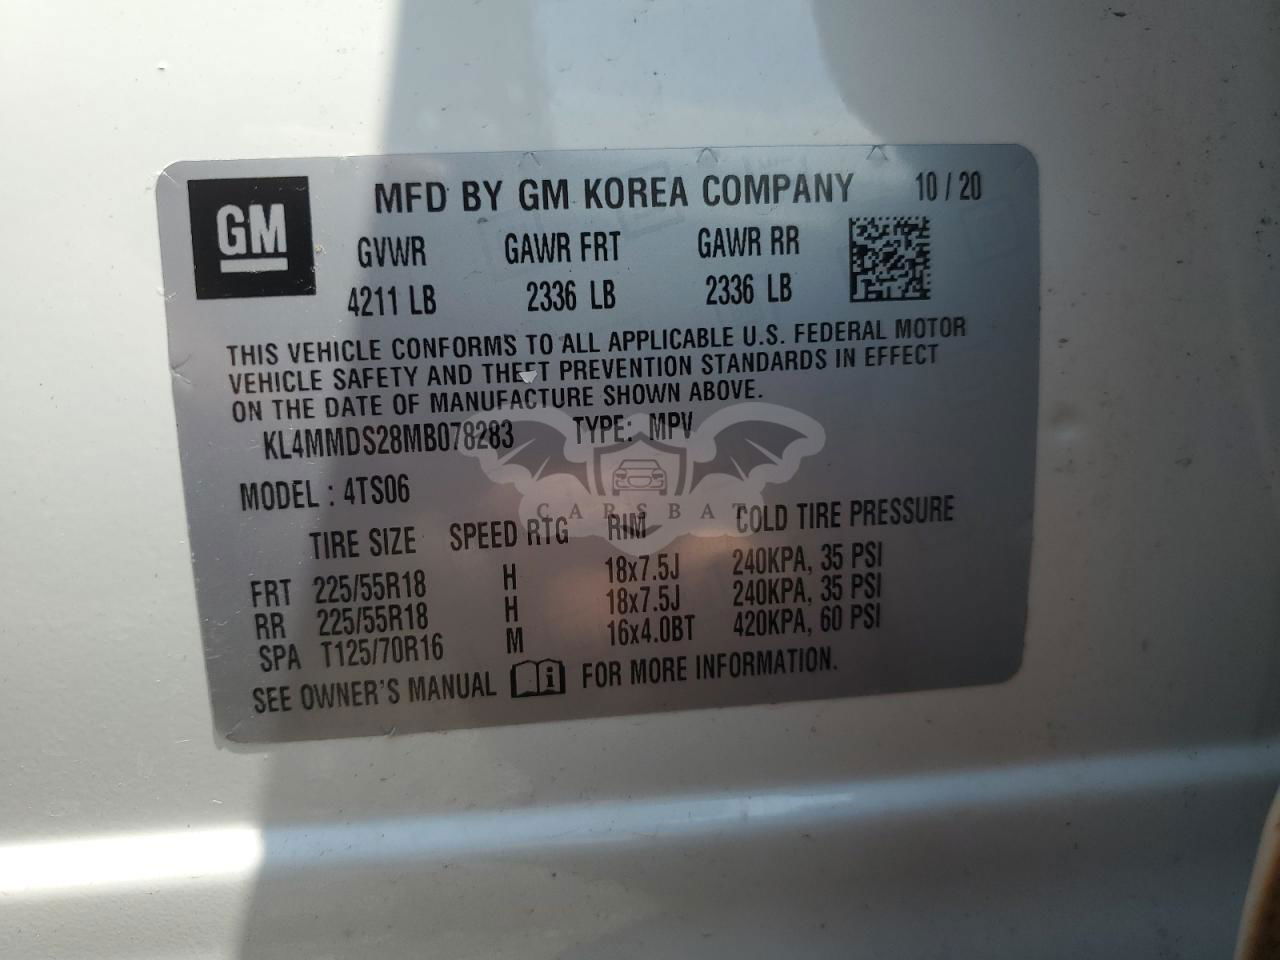 GM
MFD BY GM KOREA COMPANY 10 / 20
GVWR GAWR FRT GAWR RR
4211 LB 2336 LB 2336 LB
THIS VEHICLE CONFORMS TO ALL APPLICABLE U.S. FEDERAL MOTOR
VEHICLE SAFETY AND THEFT PREVENTION STANDARDS IN EFFECT
ON THE DATE OF MANUFACTURE SHOWN ABOVE.
KL4MMDS28MB078283 TYPE: MPV
MODEL : 4TS06
CARSBAT
TIRE SIZE SPEED RTG RIM COLD TIRE PRESSURE
FRT 225/55R18 H 18x7.5J 240KPA, 35 PSI
RR 225/55R18 H 18x7.5J 240KPA, 35 PSI
SPA T125/70R16 M 16x4.0BT 420KPA, 60 PSI
SEE OWNER'S MANUAL i FOR MORE INFORMATION.